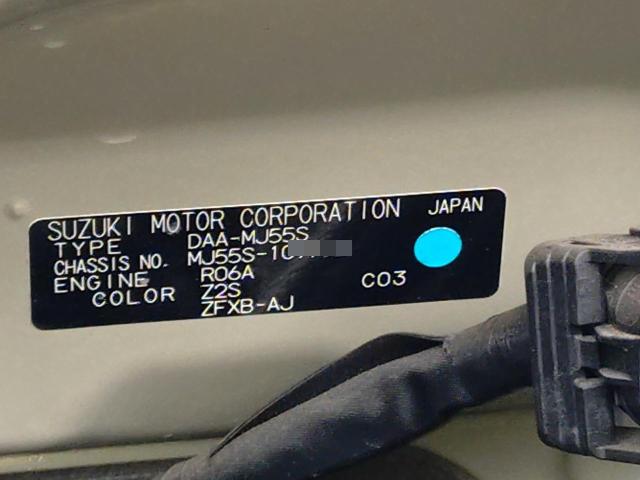 SUZUKI MOTOR CORPORATION JAPAN
TYPE DAA-MJ55S
CHASSIS NO. MJ55S-10
ENGINE R06A C03
COLOR Z2S
ZFXB-AJ